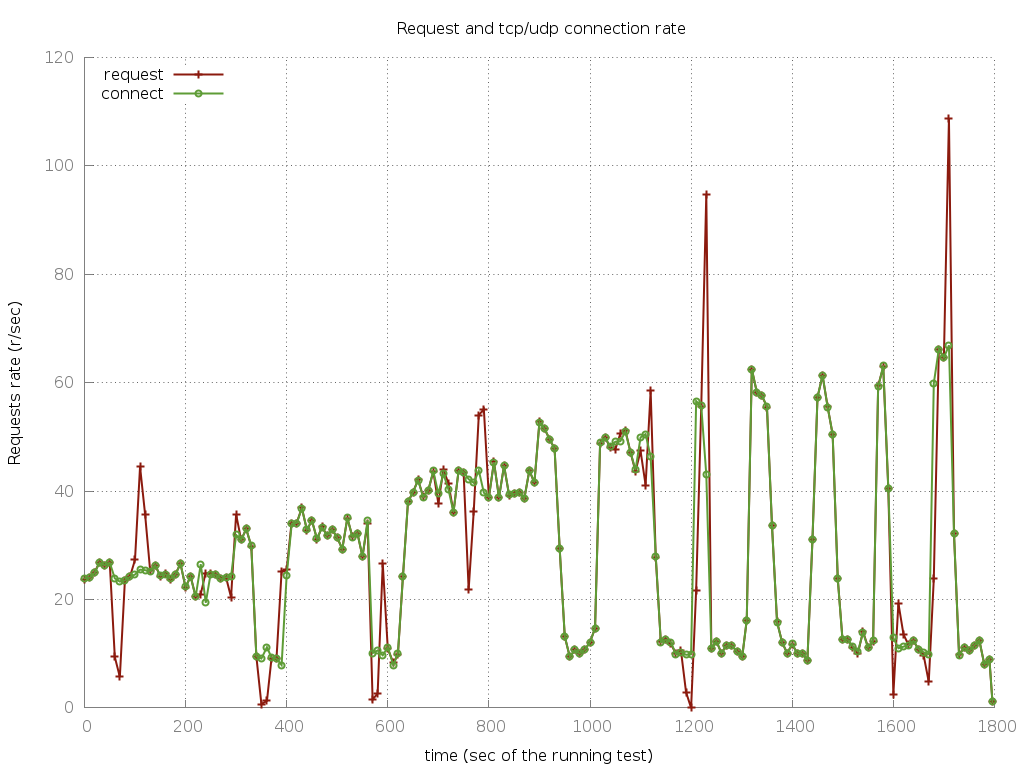 Request and tcp/udp connection rate
120
100
80
60
40
20
0
request
connect
Requests rate (r/sec)
0 200 400 600 800 1000 1200 1400 1600 1800
time (sec of the running test)